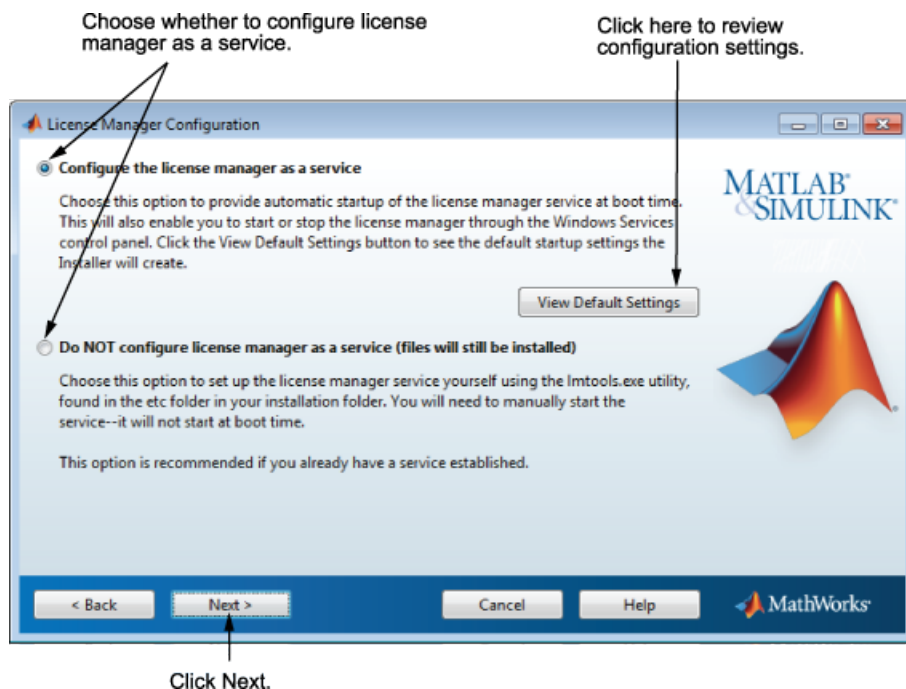 Choose whether to configure license
manager as a service.
Click here to review
configuration settings.
License Manager Configuration
Configure the license manager as a service
Choose this option to provide automatic startup of the license manager service at boot time.
This will also enable you to start or stop the license manager through the Windows Services
control panel. Click the View Default Settings button to see the default startup settings the
Installer will create.
MATLAB®
&SIMULINK®
View Default Settings
Do NOT configure license manager as a service (files will still be installed)
Choose this option to set up the license manager service yourself using the lmtools.exe utility,
found in the etc folder in your installation folder. You will need to manually start the
service--it will not start at boot time.
This option is recommended if you already have a service established.
< Back
Next >
Cancel
Help
MathWorks®
Click Next.